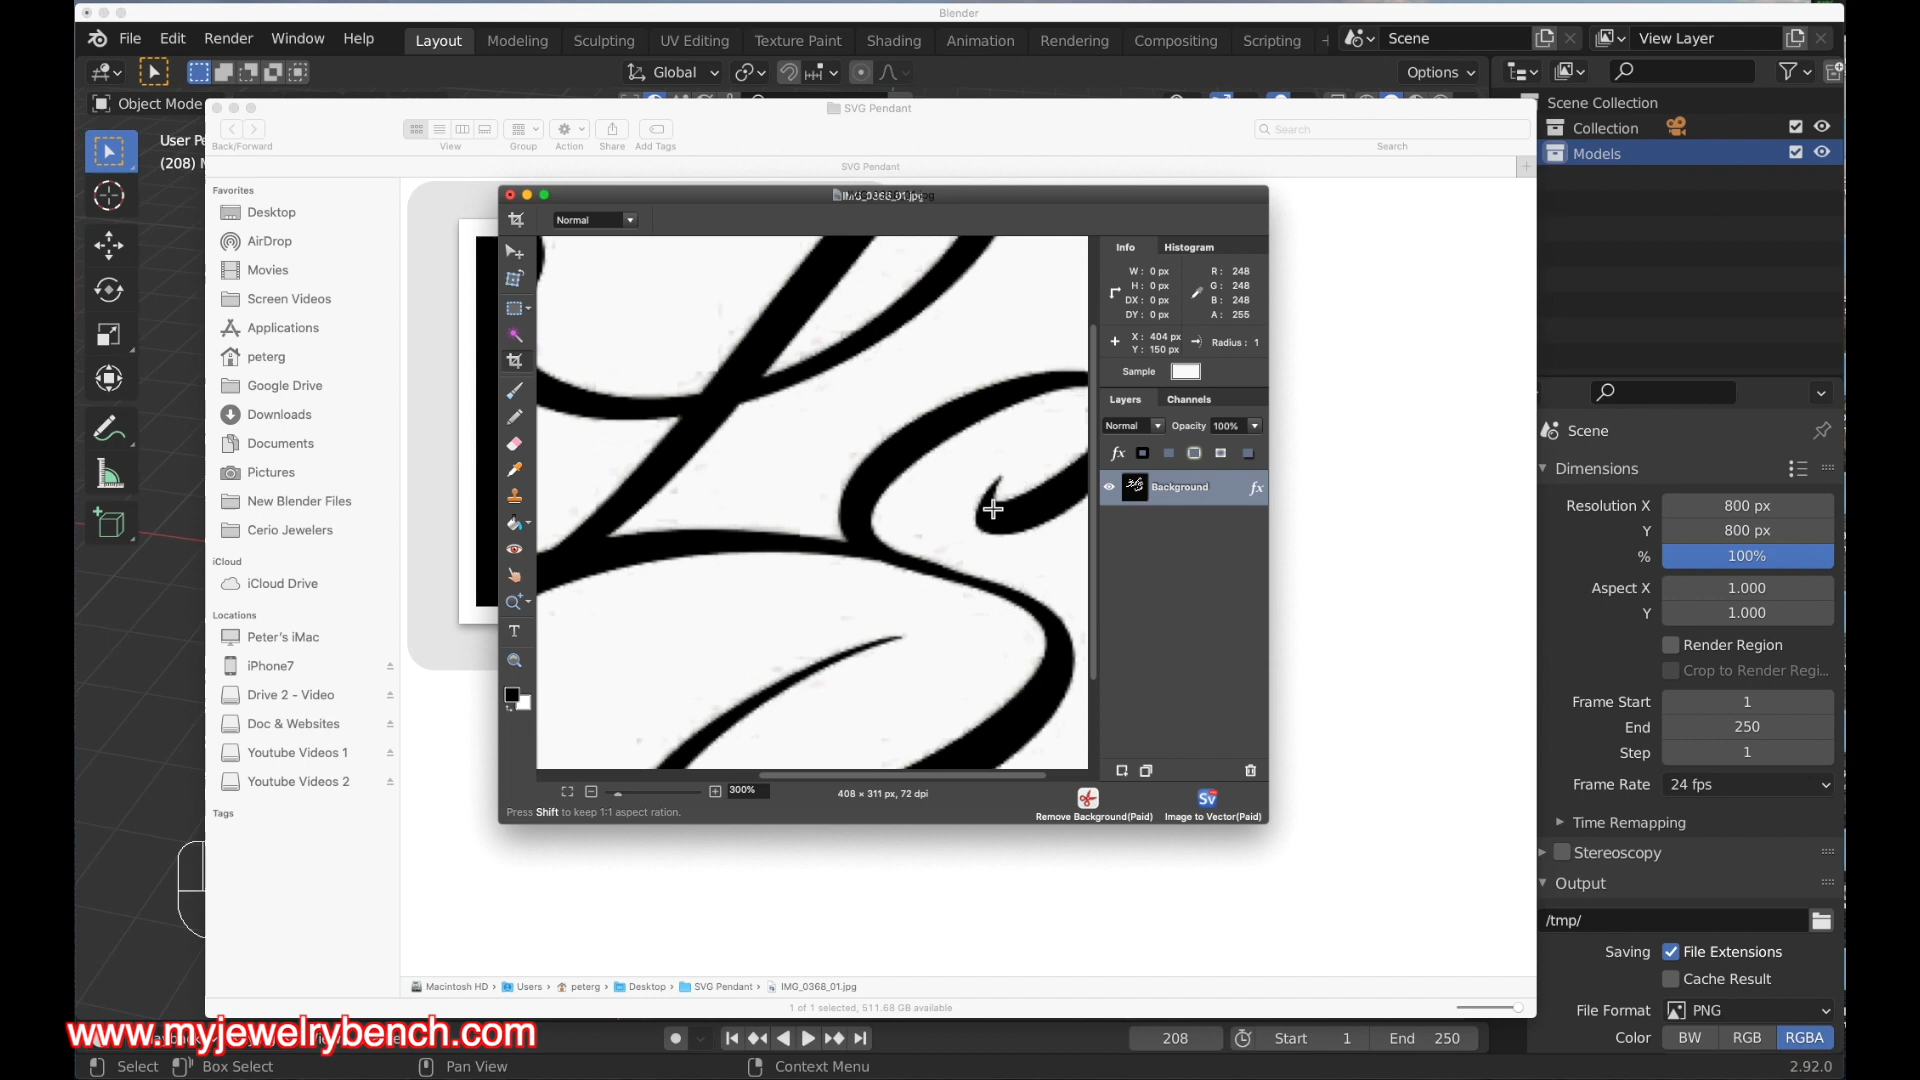 Blender
File Edit Render Window Help Layout Modeling Sculpting UV Editing Texture Paint Shading Animation Rendering Compositing Scripting Scene View Layer
Global Options
Object Mode
SVG Pendant
Back/Forward View Group Action Share Add Tags Search Search
SVG Pendant
User Pe
(208) M
Scene Collection
Collection
Models
Favorites
Desktop
AirDrop
Movies
Screen Videos
Applications
peterg
Google Drive
Downloads
Documents
Pictures
New Blender Files
Cerio Jewelers
iCloud
iCloud Drive
Locations
Peter's iMac
iPhone7
Drive 2 - Video
Doc & Websites
Youtube Videos 1
Youtube Videos 2
Tags
IMG_0368_01.jpg
Normal
Info Histogram
W: 0 px R: 248
H: 0 px G: 248
DX: 0 px B: 248
DY: 0 px A: 255
X: 404 px
Y: 150 px Radius: 1
Sample
Layers Channels
Normal Opacity 100%
fx
Background fx
T
300% 408 × 311 px, 72 dpi
Press Shift to keep 1:1 aspect ration.
Sv
Remove Background(Paid) Image to Vector(Paid)
Macintosh HD › Users › peterg › Desktop › SVG Pendant › IMG_0368_01.jpg
1 of 1 selected, 511.68 GB available
Scene
Dimensions
Resolution X 800 px
Y 800 px
% 100%
Aspect X 1.000
Y 1.000
Render Region
Crop to Render Regi...
Frame Start 1
End 250
Step 1
Frame Rate 24 fps
Time Remapping
Stereoscopy
Output
/tmp/
Saving File Extensions
Cache Result
File Format PNG
Color BW RGB RGBA
www.myjewelrybench.com
208 Start 1 End 250
Select Box Select Pan View Context Menu 2.92.0